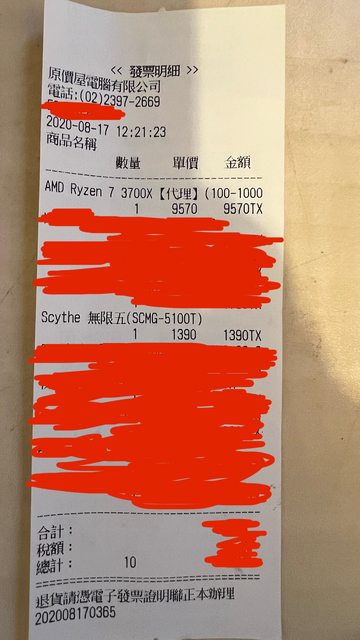 << 發票明細 >>
原價屋電腦有限公司
電話:(02)2397-2669
2020-08-17 12:21:23
商品名稱
數量 單價 金額
AMD Ryzen 7 3700X【代理】(100-1000
1 9570 9570TX
Scythe 無限五(SCMG-5100T)
1 1390 1390TX
合計:
稅額:
總計: 10
退貨請憑電子發票證明聯正本辦理
202008170365